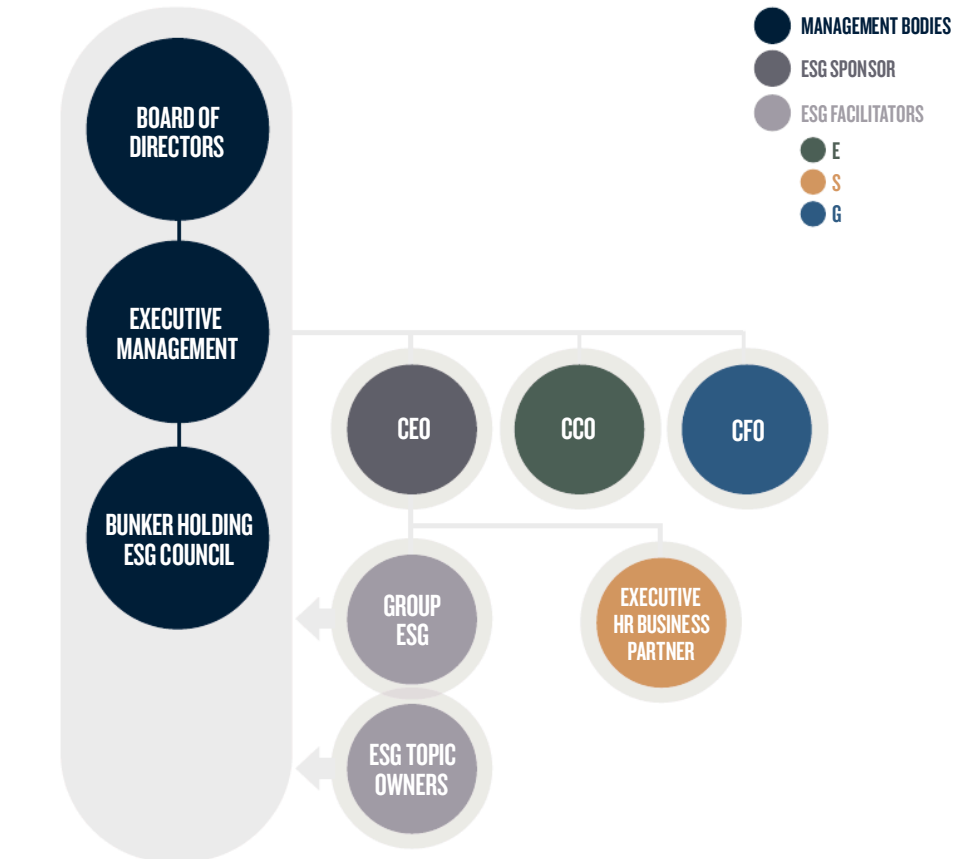 BOARD OF
DIRECTORS
EXECUTIVE
MANAGEMENT
BUNKER HOLDING
ESG COUNCIL
MANAGEMENT BODIES
ESG SPONSOR
ESG FACILITATORS
E
S
G
CEO
CCO
CFO
GROUP
ESG
EXECUTIVE
HR BUSINESS
PARTNER
ESG TOPIC
OWNERS